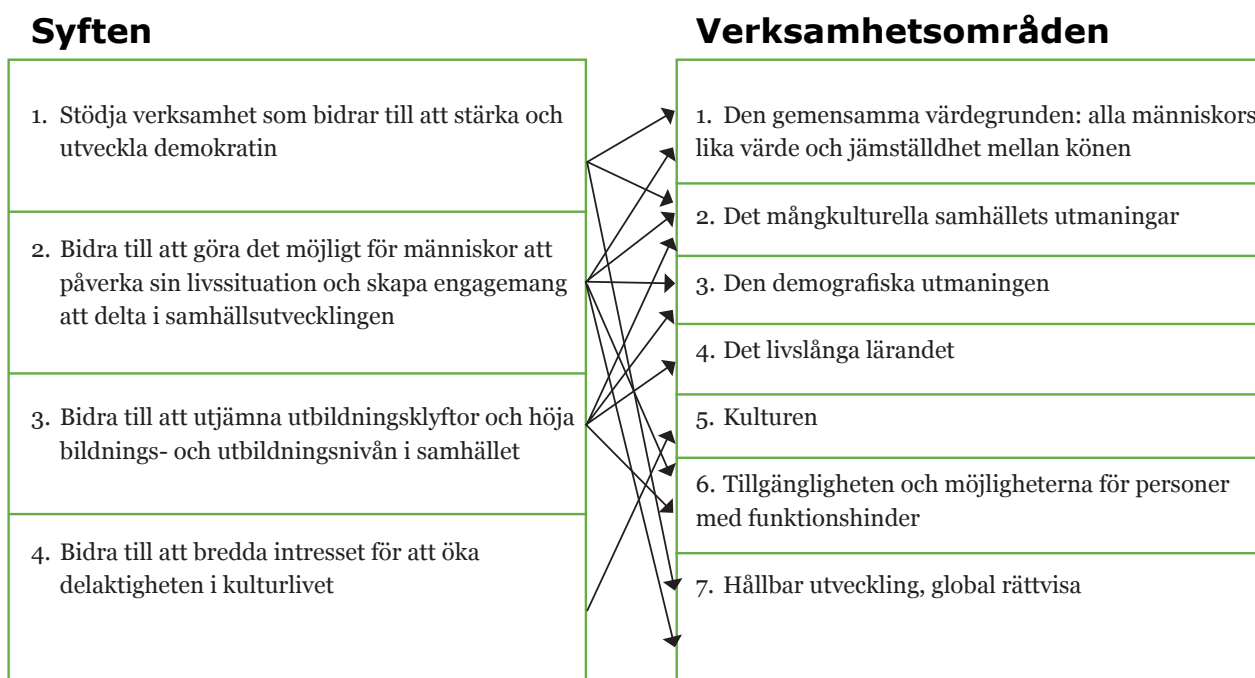 Syften
1. Stödja verksamhet som bidrar till att stärka och
utveckla demokratin
2. Bidra till att göra det möjligt för människor att
påverka sin livssituation och skapa engagemang
att delta i samhällsutvecklingen
3. Bidra till att utjämna utbildningsklyftor och höja
bildnings- och utbildningsnivån i samhället
4. Bidra till att bredda intresset för att öka
delaktigheten i kulturlivet
Verksamhetsområden
1. Den gemensamma värdegrunden: alla människors
lika värde och jämställdhet mellan könen
2. Det mångkulturella samhällets utmaningar
3. Den demografiska utmaningen
4. Det livslånga lärandet
5. Kulturen
6. Tillgängligheten och möjligheterna för personer
med funktionshinder
7. Hållbar utveckling, global rättvisa